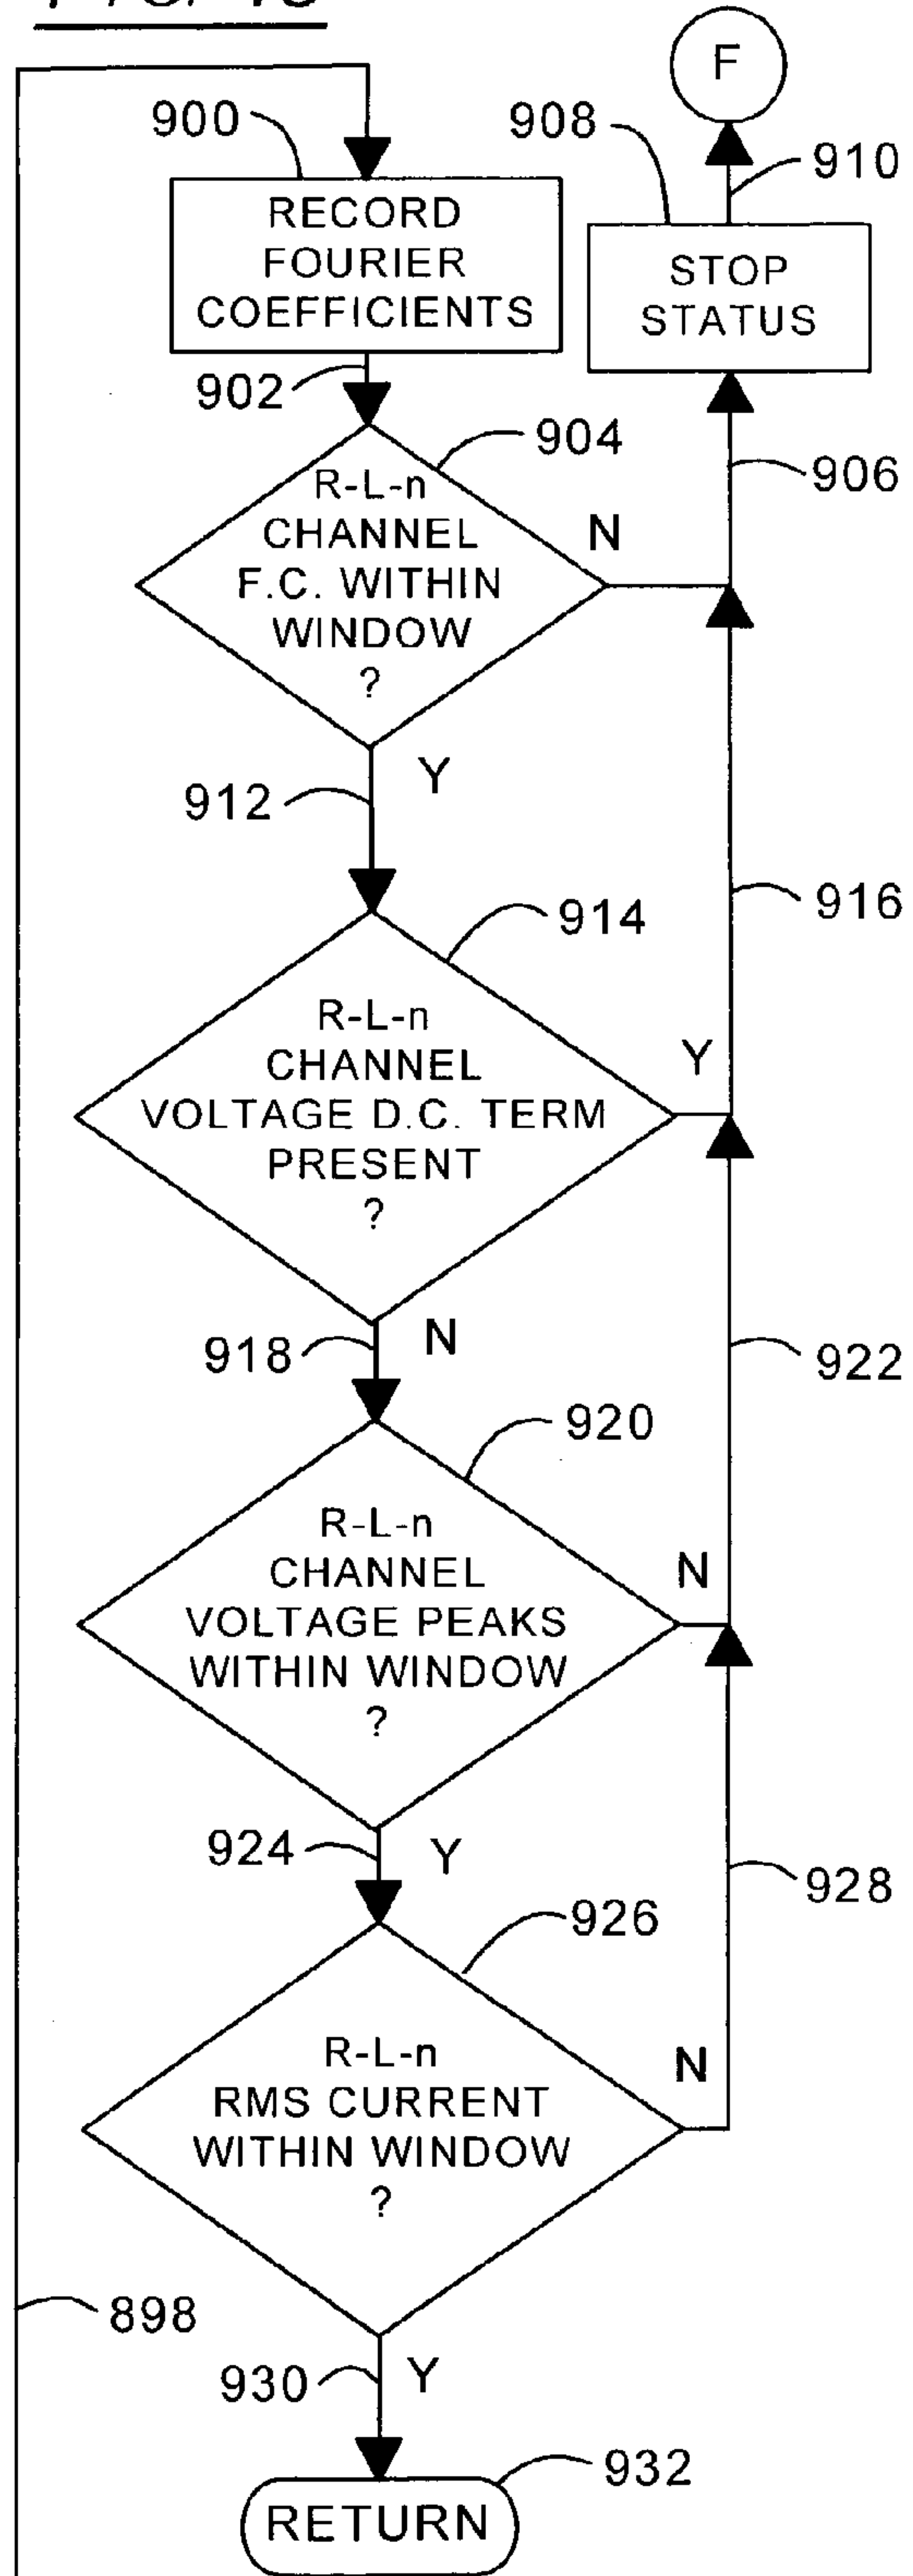 F
900
908
910
RECORD
FOURIER
COEFFICIENTS
STOP
STATUS
902
904
906
R-L-n
CHANNEL
F.C. WITHIN
WINDOW
?
N
Y
912
914
916
R-L-n
CHANNEL
VOLTAGE D.C. TERM
PRESENT
?
Y
918
N
922
920
R-L-n
CHANNEL
VOLTAGE PEAKS
WITHIN WINDOW
?
N
924
Y
928
926
R-L-n
RMS CURRENT
WITHIN WINDOW
?
N
898
930
Y
932
RETURN